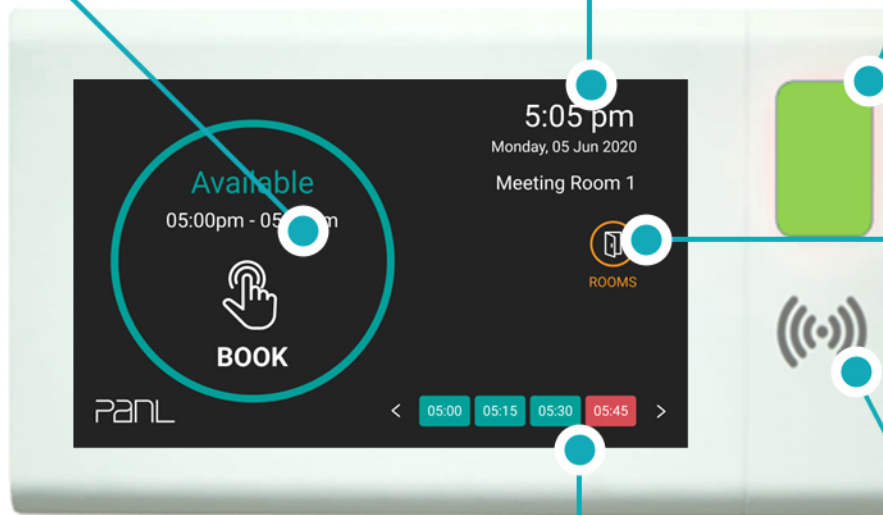 5:05 pm
Monday, 05 Jun 2020
Meeting Room 1
Available
05:00pm - 05
BOOK
ROOMS
PanL
< 05:00 05:15 05:30 05:45 >